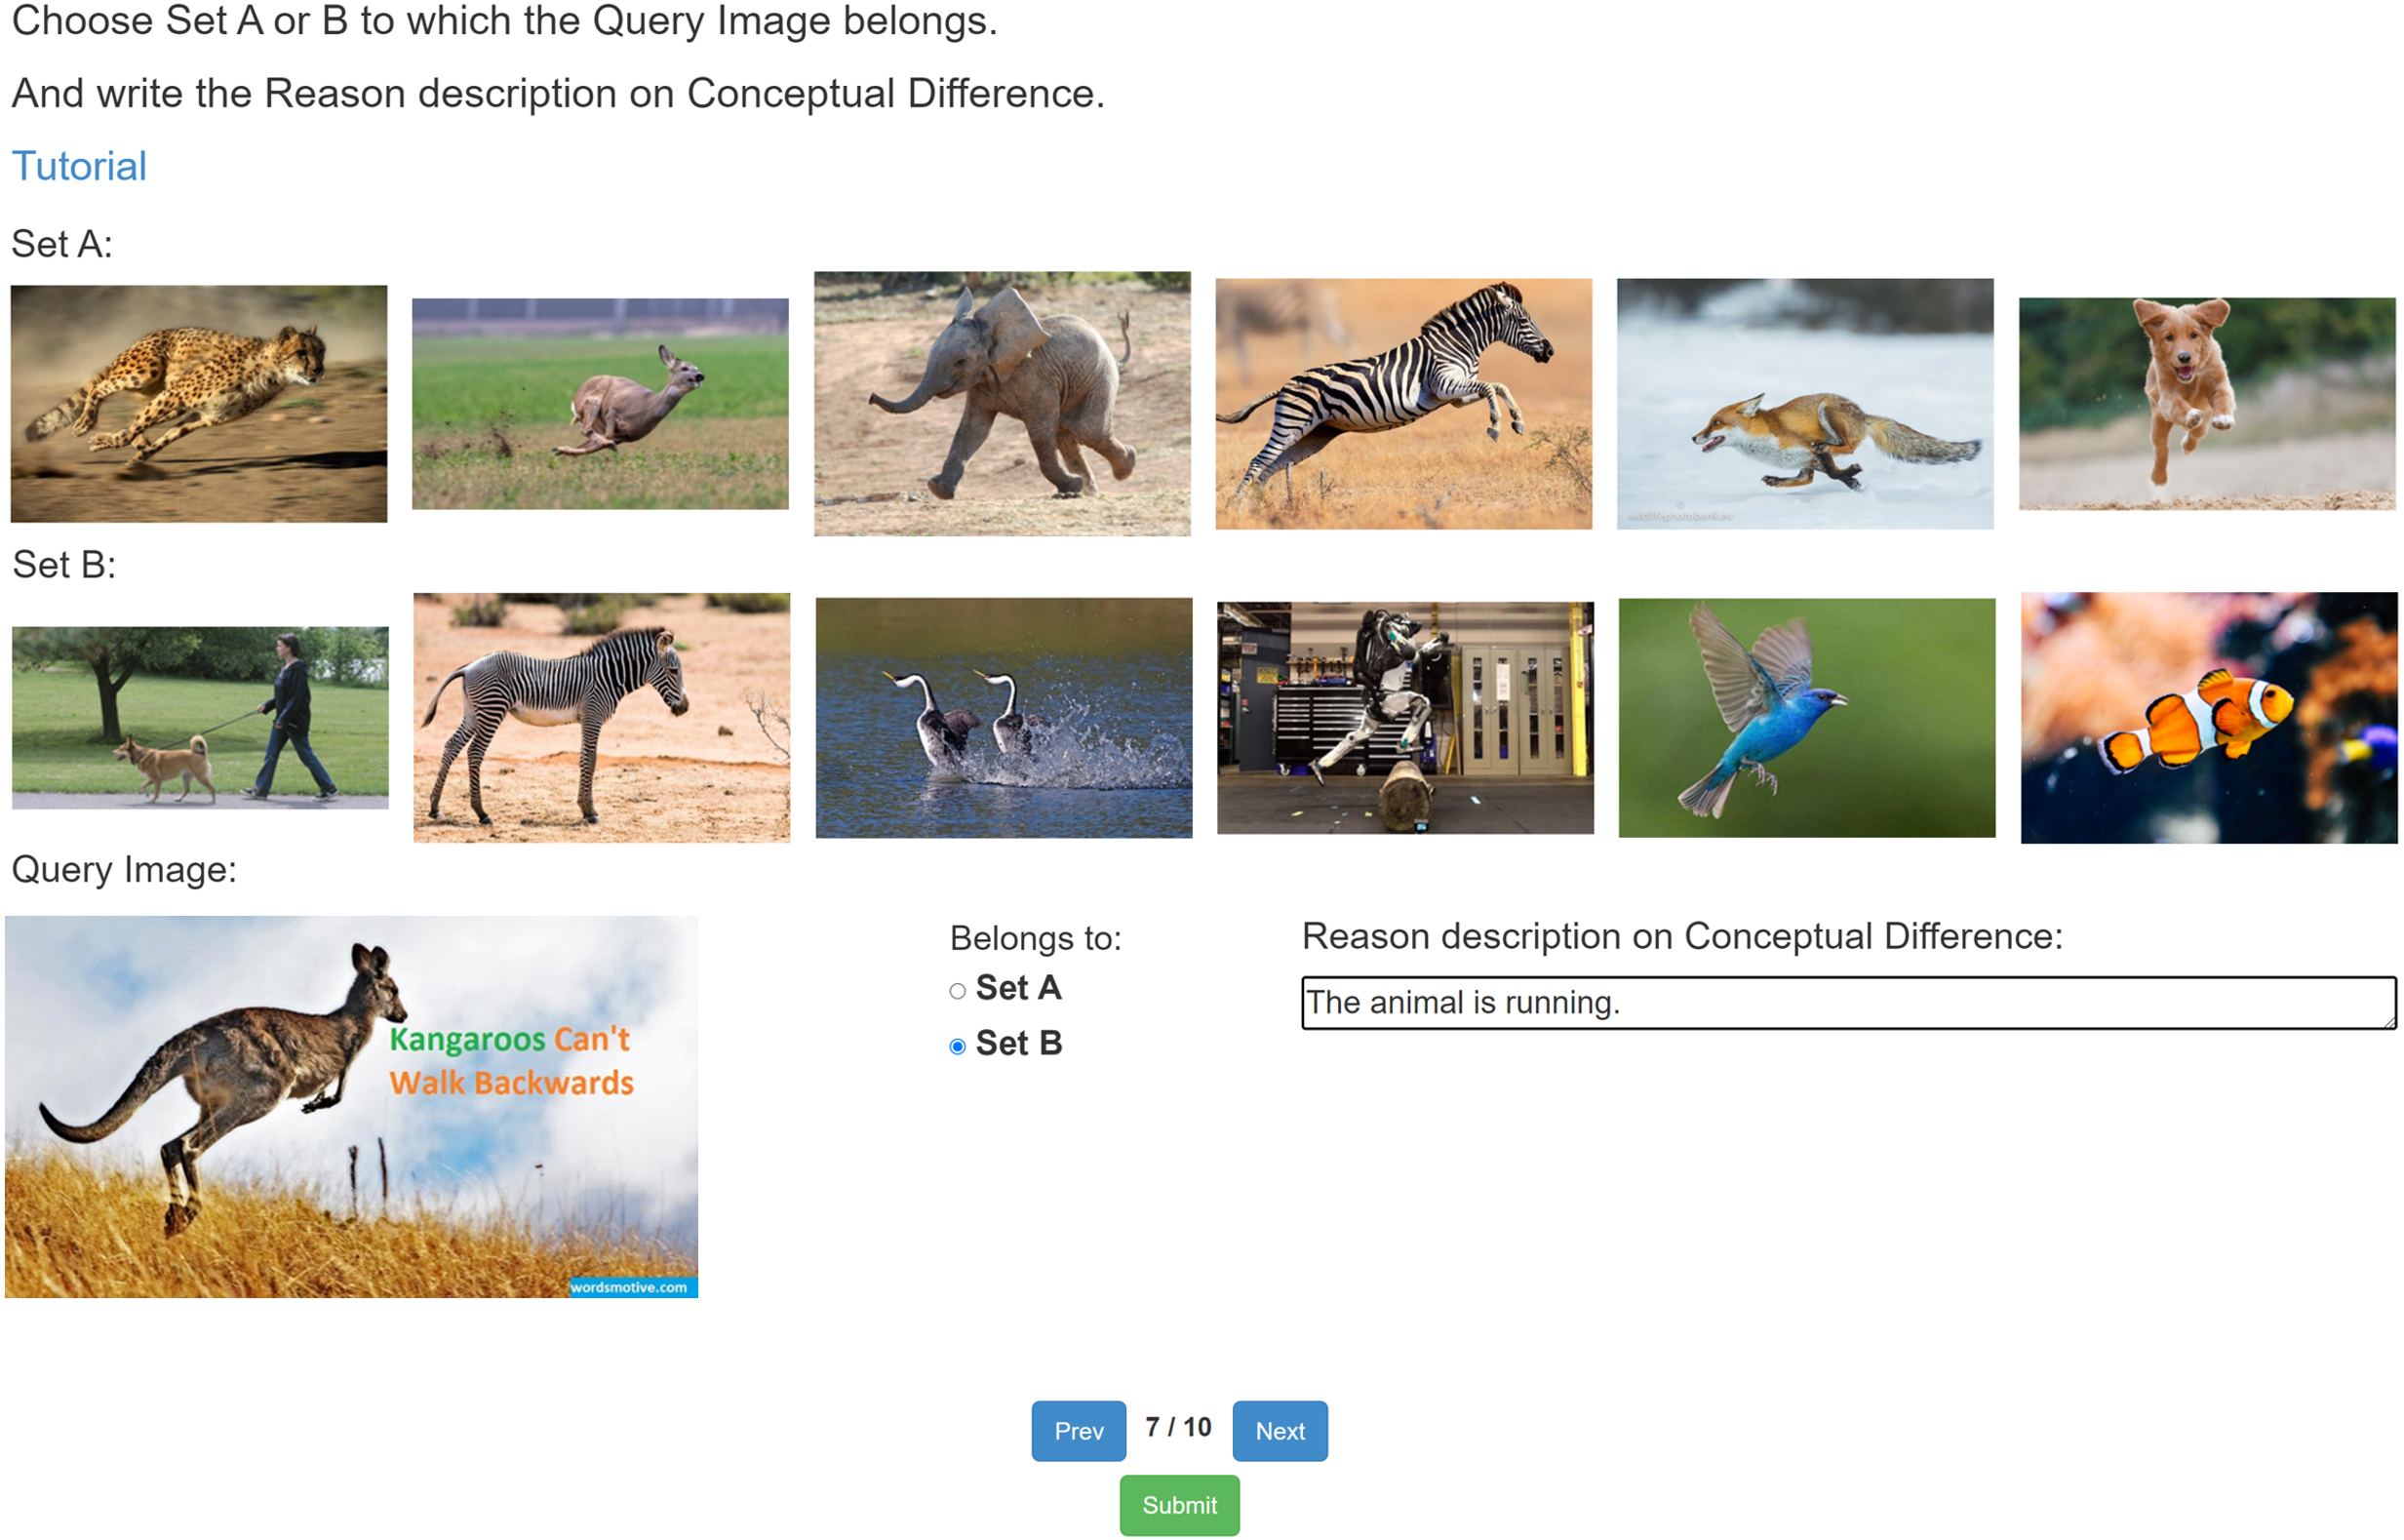 Choose Set A or B to which the Query Image belongs.
And write the Reason description on Conceptual Difference.
Tutorial
Set A:
wildlifephotobank.eu
Set B:
Query Image:
Kangaroos Can't
Walk Backwards
wordsmotive.com
Belongs to:
Set A
Set B
Reason description on Conceptual Difference:
The animal is running.
Prev
7 / 10
Next
Submit